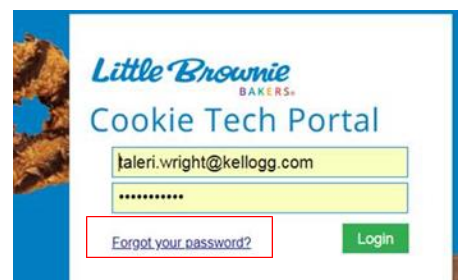 Little Brownie
BAKERS®
Cookie Tech Portal
taleri.wright@kellogg.com
•••••••••••
Forgot your password?
Login